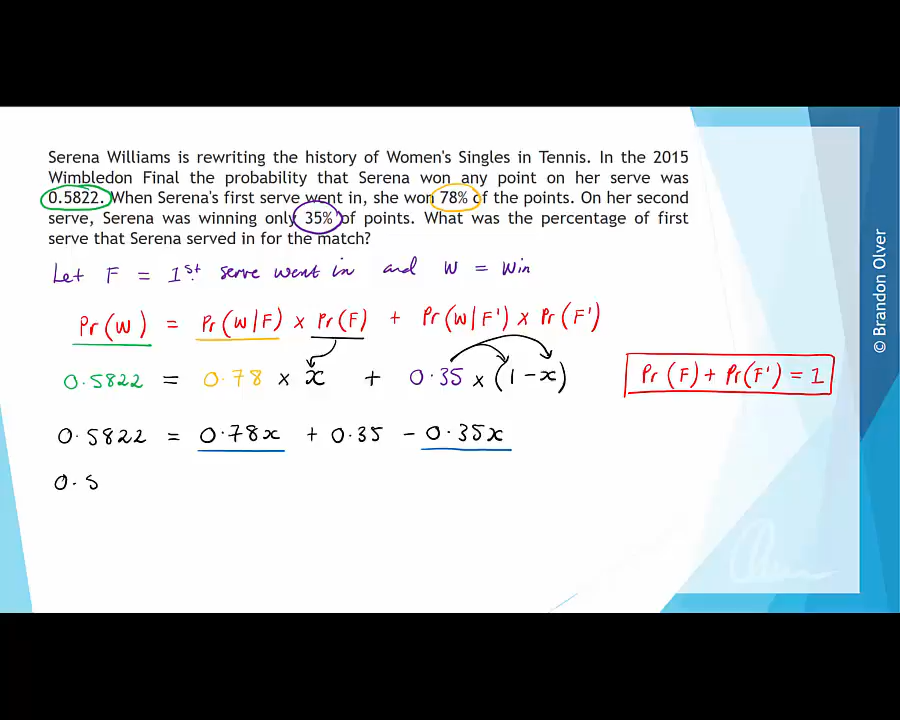 Serena Williams is rewriting the history of Women's Singles in Tennis. In the 2015
Wimbledon Final the probability that Serena won any point on her serve was
0.5822. When Serena's first serve went in, she won 78% of the points. On her second
serve, Serena was winning only 35% of points. What was the percentage of first
serve that Serena served in for the match?
Let F = 1st serve went in and W = Win
Pr(W) = Pr(W|F) × Pr(F) + Pr(W|F') × Pr(F')
0.5822 = 0.78 × x + 0.35 × (1 - x)
Pr(F) + Pr(F') = 1
0.5822 = 0.78x + 0.35 - 0.35x
0.5
© Brandon Olver